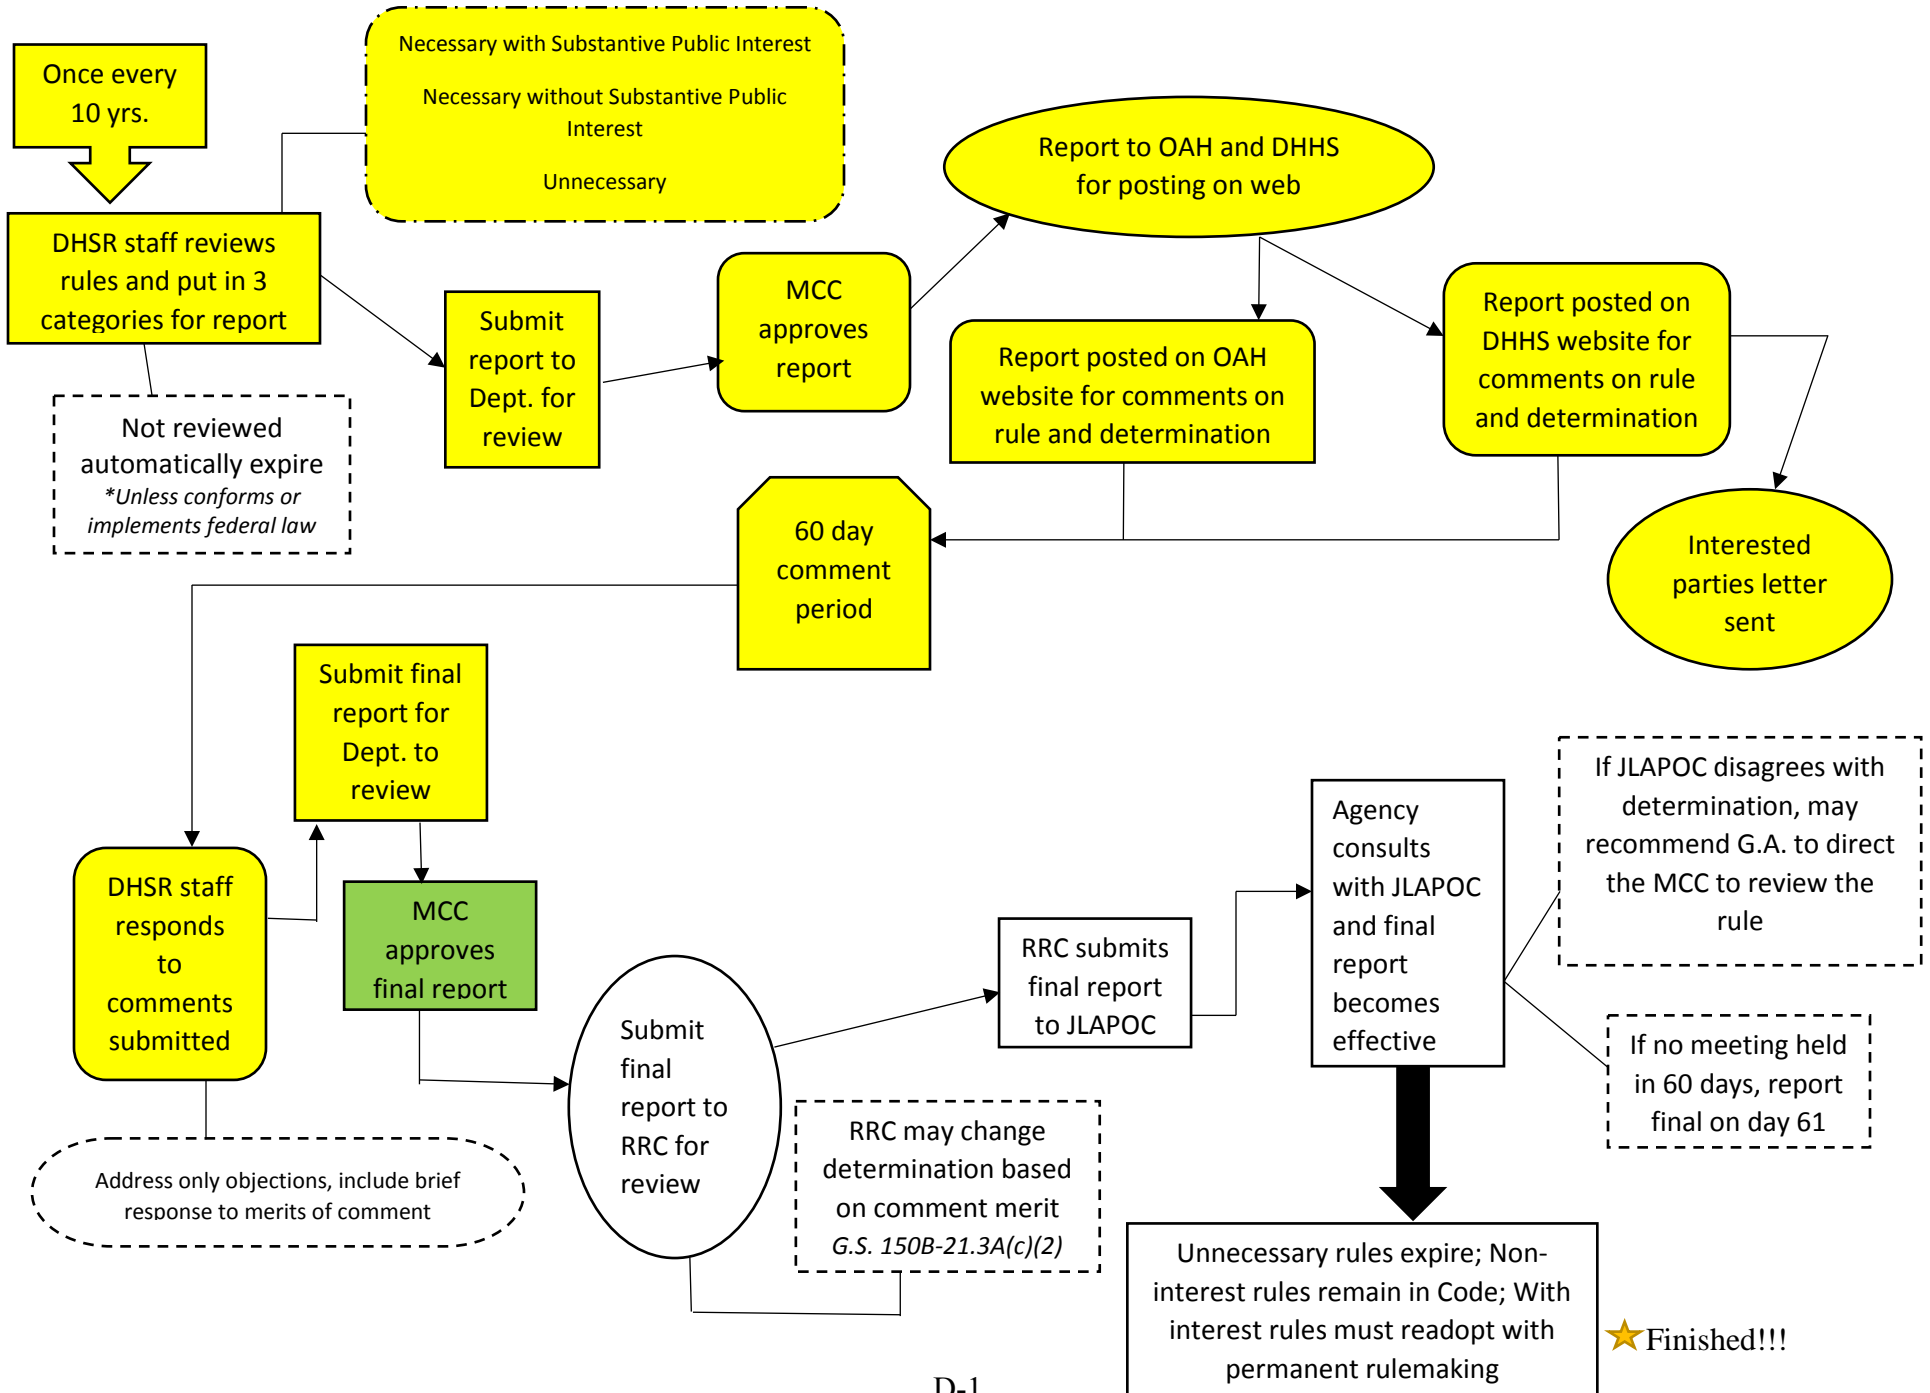 Once every
10 yrs.
Necessary with Substantive Public Interest
Necessary without Substantive Public
Interest
Unnecessary
DHSR staff reviews
rules and put in 3
categories for report
Not reviewed
automatically expire
*Unless conforms or
implements federal law
Submit
report to
Dept. for
review
MCC
approves
report
Report to OAH and DHHS
for posting on web
Report posted on OAH
website for comments on
rule and determination
Report posted on
DHHS website for
comments on rule
and determination
Interested
parties letter
sent
60 day
comment
period
DHSR staff
responds
to
comments
submitted
Address only objections, include brief
response to merits of comment
Submit final
report for
Dept. to
review
MCC
approves
final report
Submit
final
report to
RRC for
review
RRC may change
determination based
on comment merit
G.S. 150B-21.3A(c)(2)
RRC submits
final report
to JLAPOC
Agency
consults
with JLAPOC
and final
report
becomes
effective
If JLAPOC disagrees with
determination, may
recommend G.A. to direct
the MCC to review the
rule
If no meeting held
in 60 days, report
final on day 61
Unnecessary rules expire; Non-
interest rules remain in Code; With
interest rules must readopt with
permanent rulemaking
Finished!!!
D-1